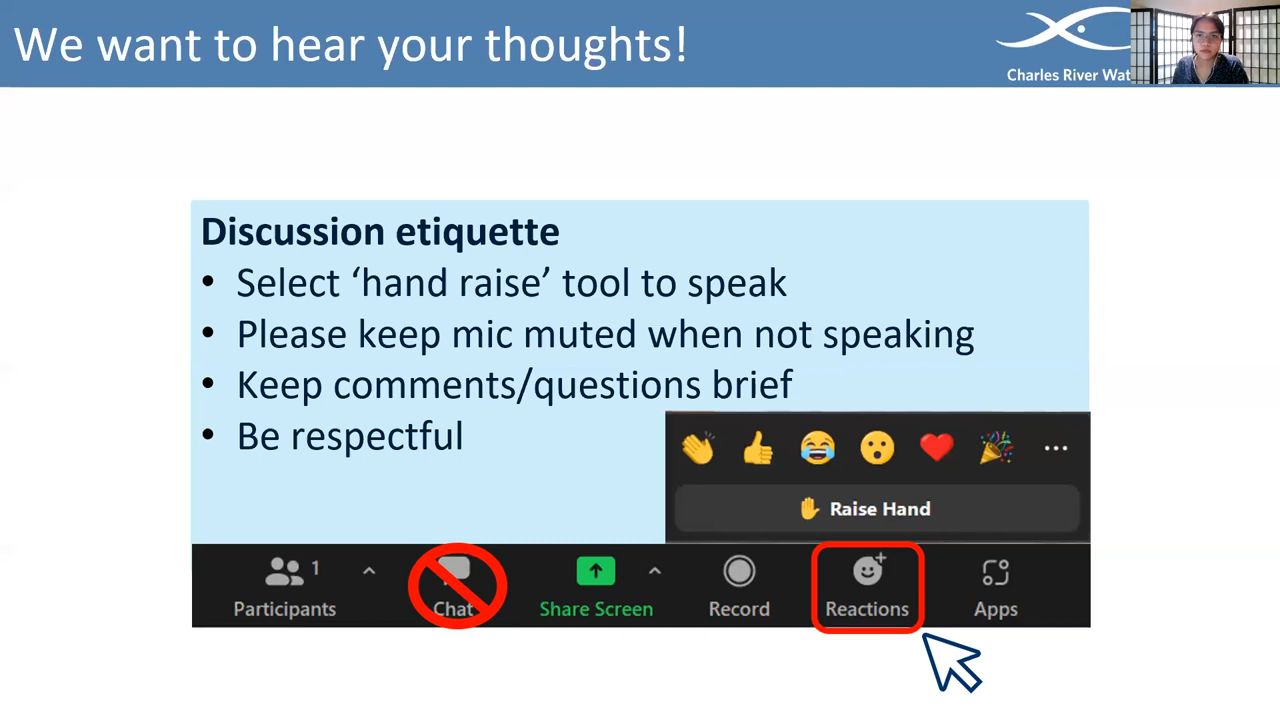 We want to hear your thoughts!
Charles River Wat
Discussion etiquette
• Select ‘hand raise’ tool to speak
• Please keep mic muted when not speaking
• Keep comments/questions brief
• Be respectful
Raise Hand
1
Participants
Chat
Share Screen
Record
Reactions
Apps